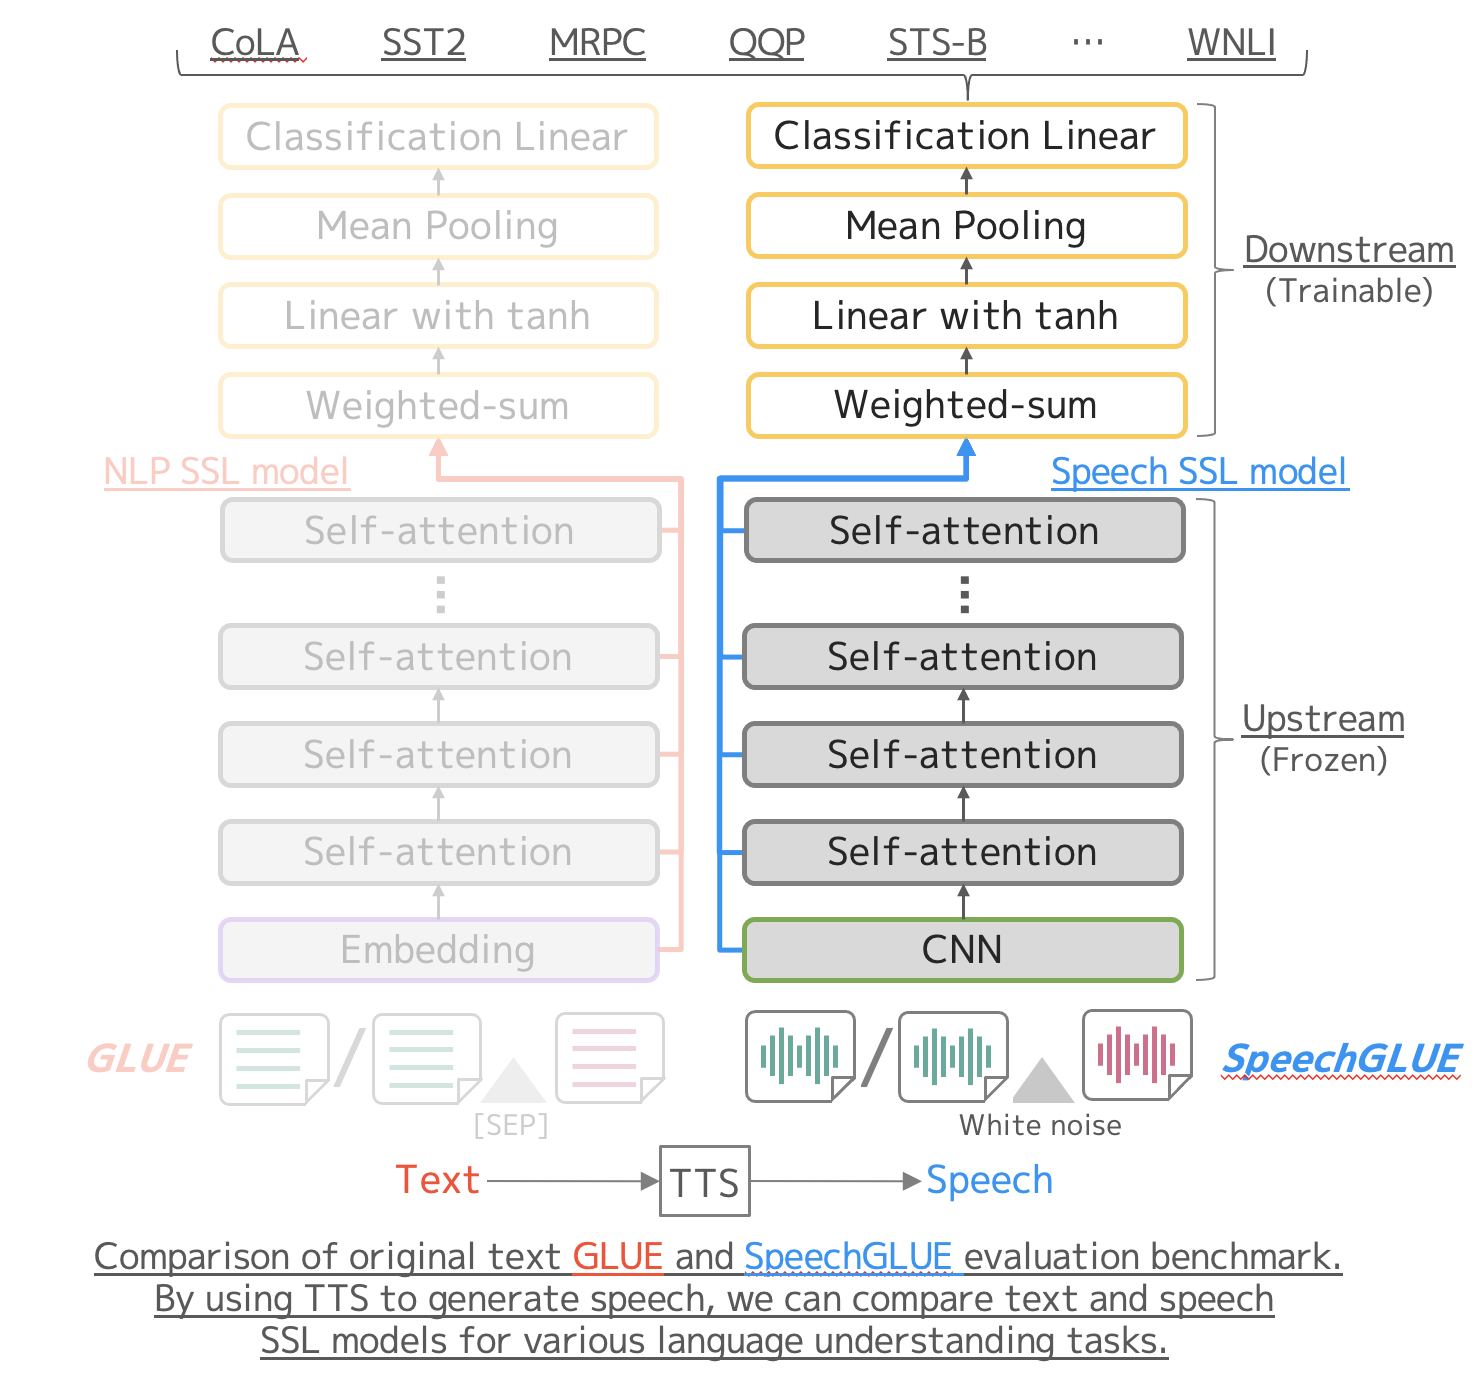 CoLA SST2 MRPC QQP STS-B ... WNLI
Classification Linear
Mean Pooling
Linear with tanh
Weighted-sum
NLP SSL model
Self-attention
Self-attention
Self-attention
Self-attention
Embedding
GLUE
[SEP]
Classification Linear
Mean Pooling
Linear with tanh
Weighted-sum
Downstream
(Trainable)
Speech SSL model
Self-attention
Self-attention
Self-attention
Self-attention
CNN
Upstream
(Frozen)
SpeechGLUE
White noise
Text TTS Speech
Comparison of original text GLUE and SpeechGLUE evaluation benchmark.
By using TTS to generate speech, we can compare text and speech
SSL models for various language understanding tasks.